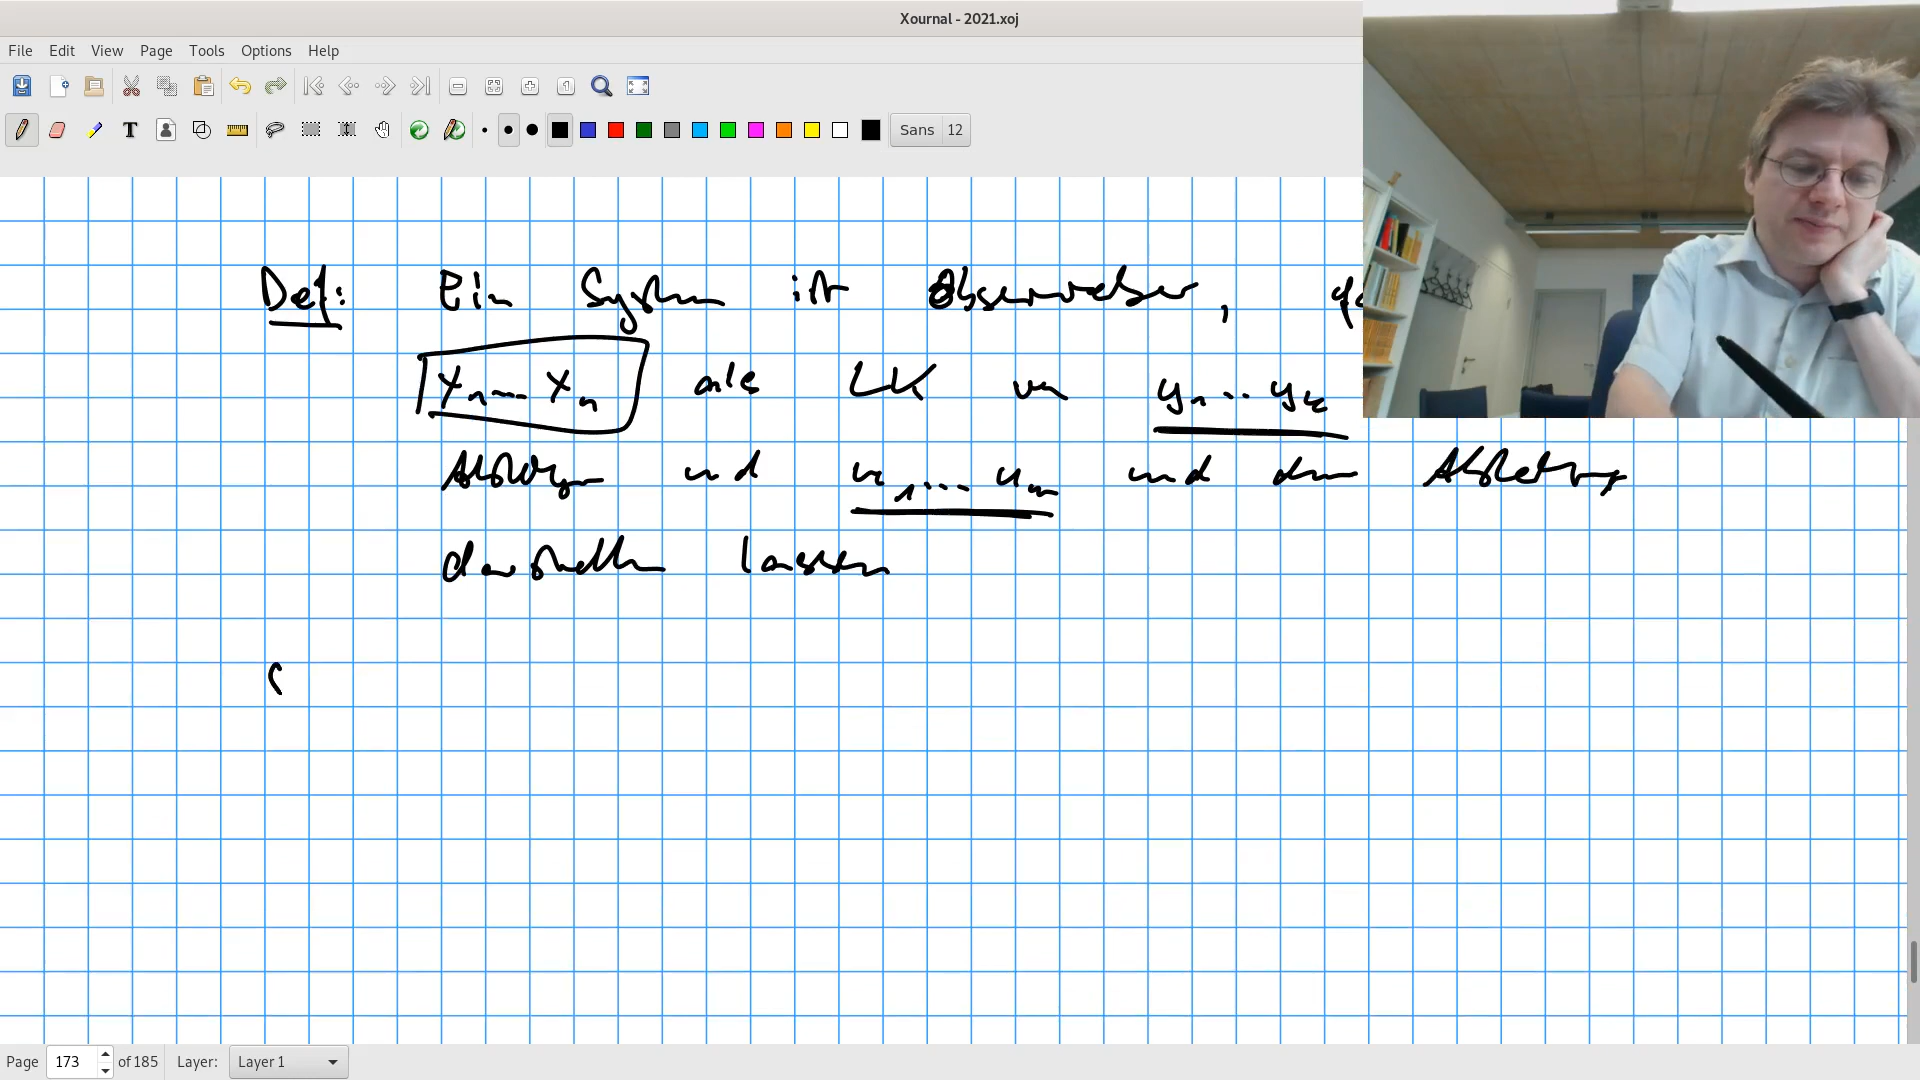 Xournal - 2021.xoj
File Edit View Page Tools Options Help
Sans 12
Def: Ein System ist Observabel,
x₁ ... xₙ als LK von y₁ .. yₖ
Ableitungen und u₁ ... uₘ und deren Ableitungen
darstellen lassen
Page 173 of 185 Layer: Layer 1